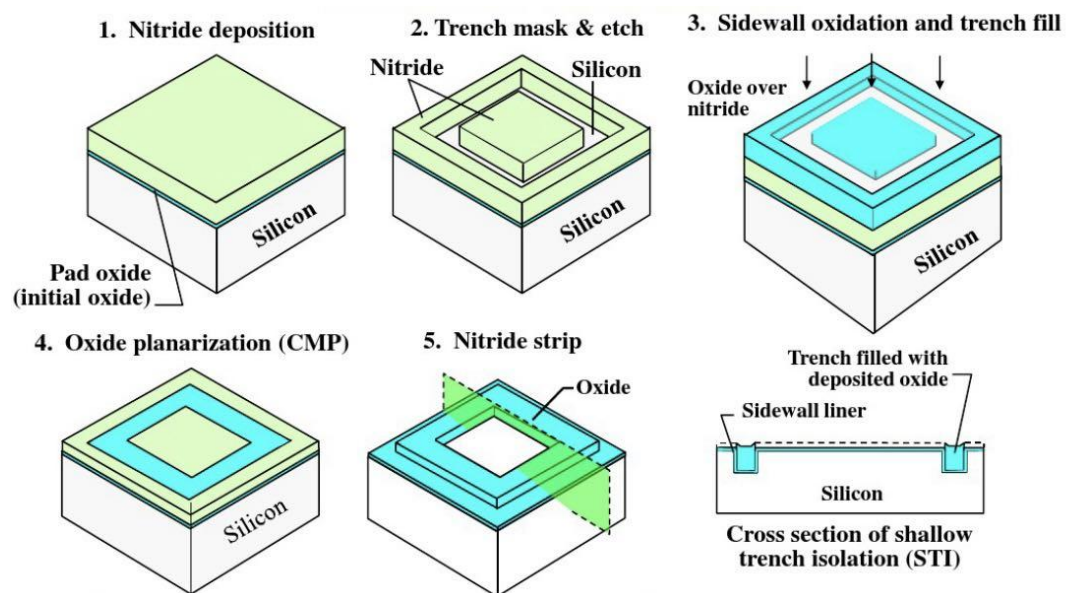 1. Nitride deposition
Silicon
Pad oxide
(initial oxide)
2. Trench mask & etch
Nitride
Silicon
Silicon
3. Sidewall oxidation and trench fill
Oxide over
nitride
Silicon
4. Oxide planarization (CMP)
Silicon
5. Nitride strip
Oxide
Trench filled with
deposited oxide
Sidewall liner
Silicon
Cross section of shallow
trench isolation (STI)